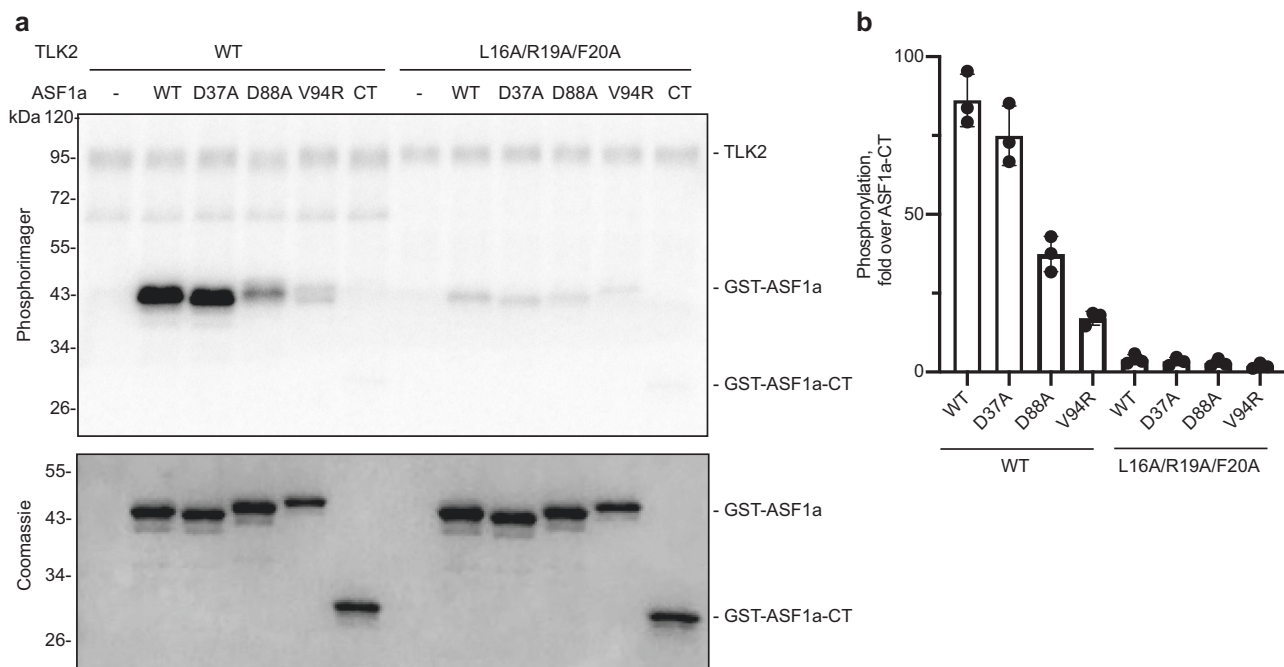 a
TLK2 WT L16A/R19A/F20A
ASF1a - WT D37A D88A V94R CT - WT D37A D88A V94R CT
kDa 120-
95-
72-
55-
43-
34-
26-
Phosphorimager
- TLK2
- GST-ASF1a
- GST-ASF1a-CT
55-
43-
34-
26-
Coomassie
- GST-ASF1a
- GST-ASF1a-CT
b
Phosphorylation,
fold over ASF1a-CT
100
50
0
WT D37A D88A V94R WT D37A D88A V94R
WT L16A/R19A/F20A